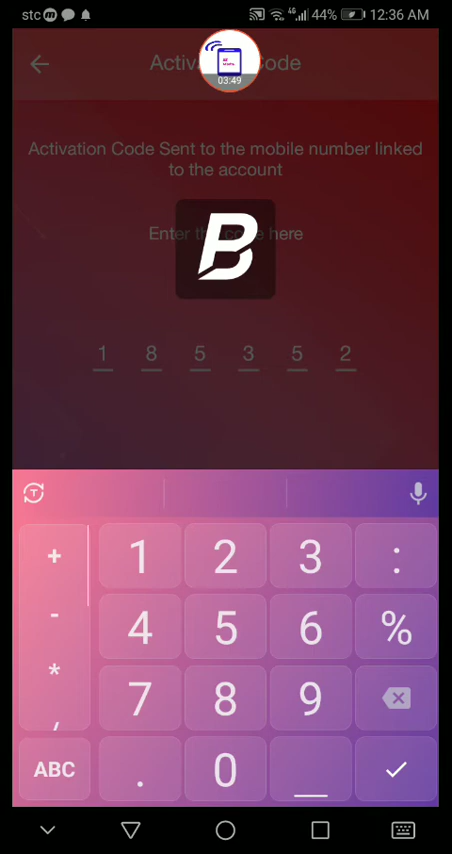 stc 4G 44% 12:36 AM
Activation Code
03:49
Activation Code Sent to the mobile number linked
to the account
Enter the code here
B
1 8 5 3 5 2
+ 1 2 3 :
- 4 5 6 %
* 7 8 9
/
ABC . 0 _